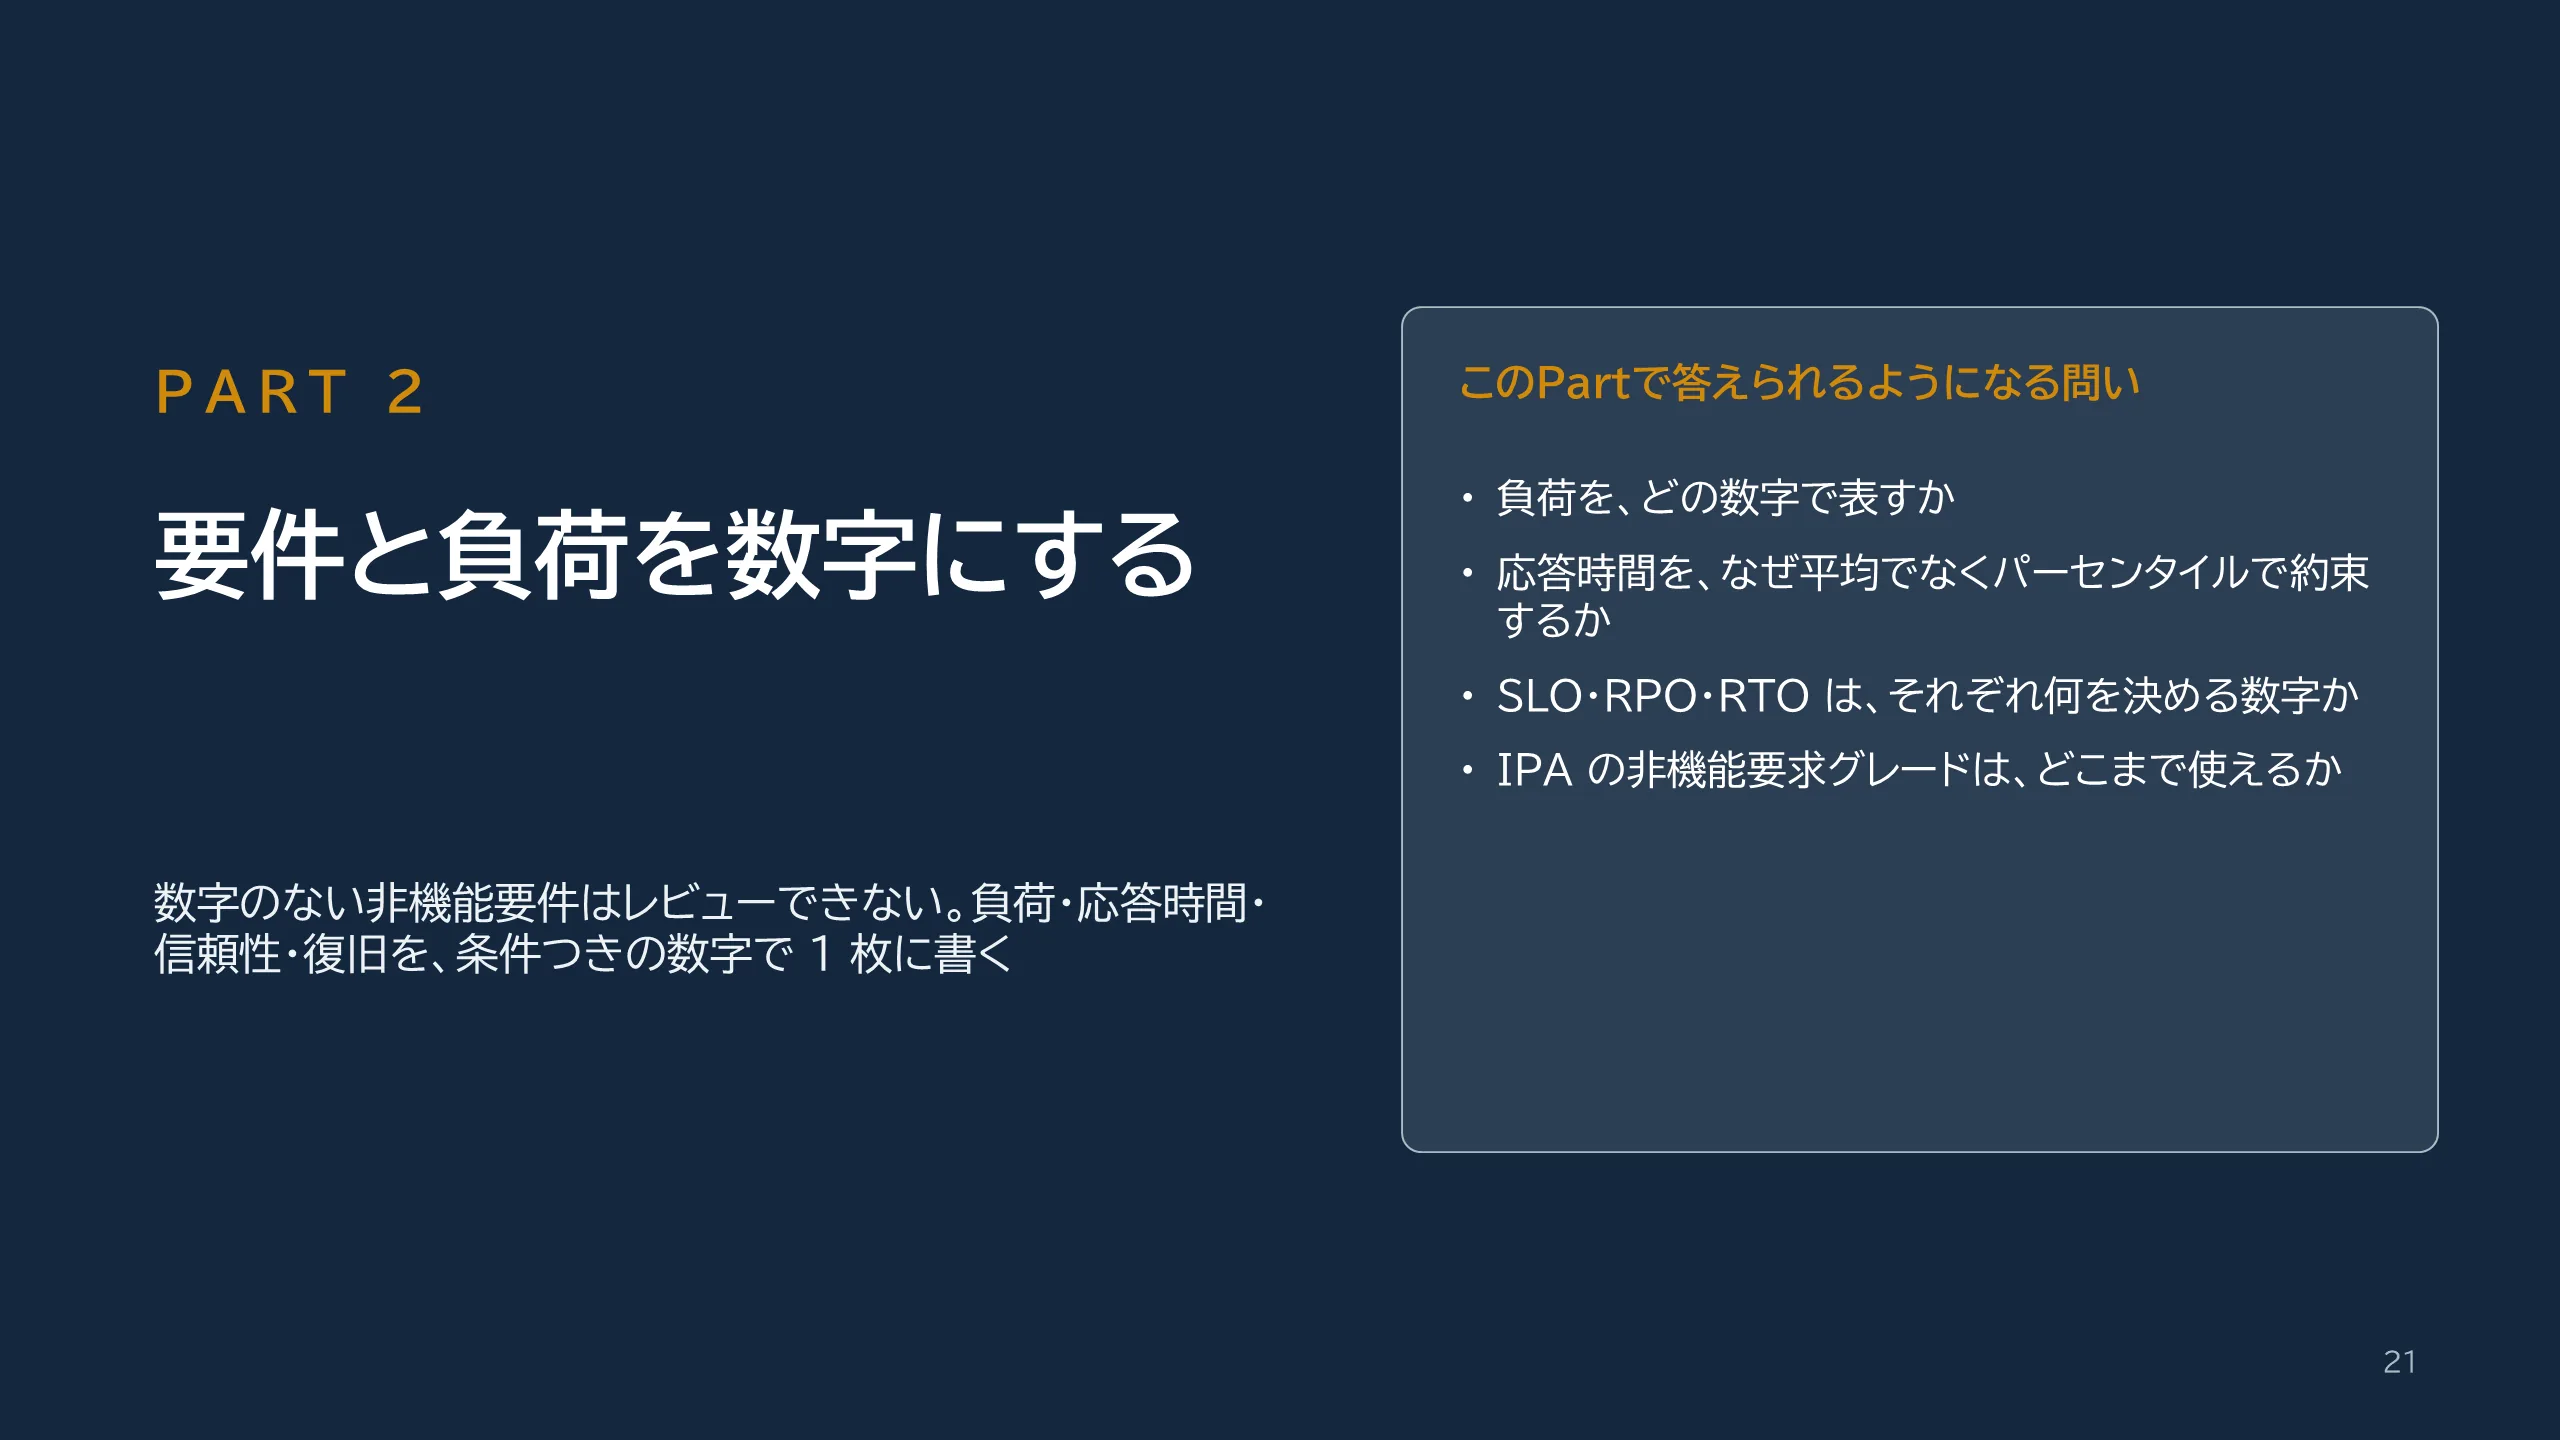 PART 2
要件と負荷を数字にする
数字のない非機能要件はレビューできない。負荷・応答時間・
信頼性・復旧を、条件つきの数字で 1 枚に書く
このPartで答えられるようになる問い
• 負荷を、どの数字で表すか
• 応答時間を、なぜ平均でなくパーセンタイルで約束
するか
• SLO・RPO・RTO は、それぞれ何を決める数字か
• IPA の非機能要求グレードは、どこまで使えるか
21